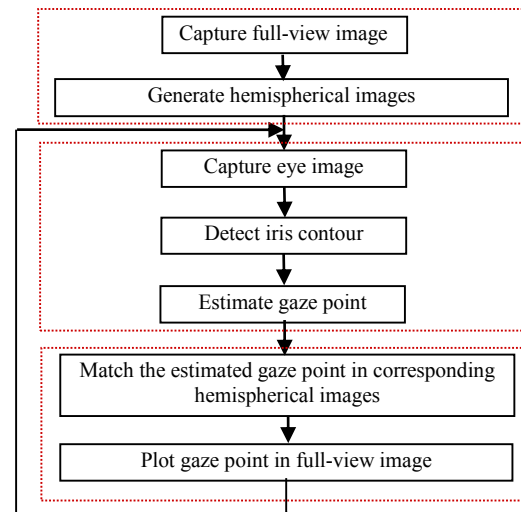 Capture full-view image
Generate hemispherical images
Capture eye image
Detect iris contour
Estimate gaze point
Match the estimated gaze point in corresponding
hemispherical images
Plot gaze point in full-view image